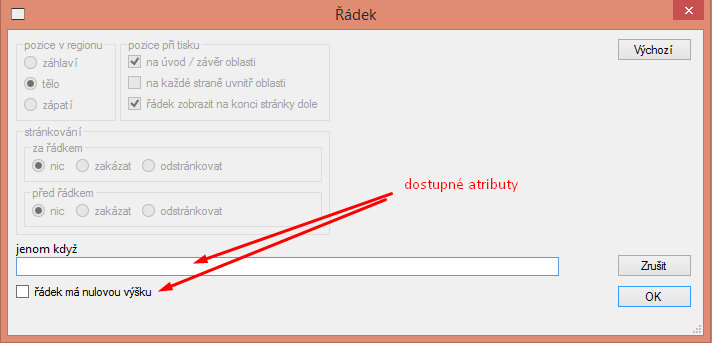 Řádek
pozice v regionu
záhlaví
tělo
zápatí
pozice při tisku
na úvod / závěr oblasti
na každé straně uvnitř oblasti
řádek zobrazit na konci stránky dole
Výchozí
stránkování
za řádkem
nic zakázat odstránkovat
před řádkem
nic zakázat odstránkovat
dostupné atributy
jenom když
Zrušit
řádek má nulovou výšku
OK